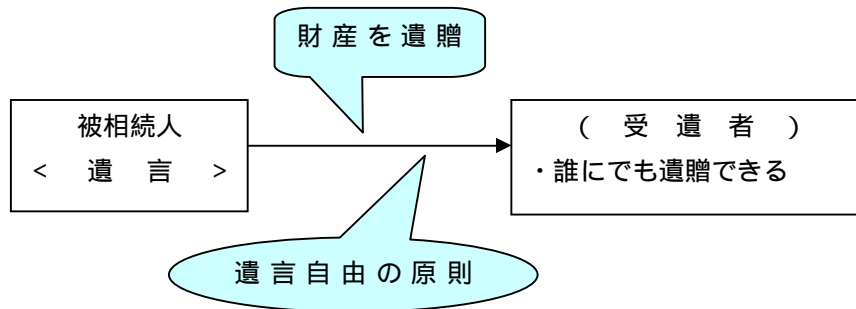 財産を遺贈
被相続人
<遺言>
(受遺者)
・誰にでも遺贈できる
遺言自由の原則